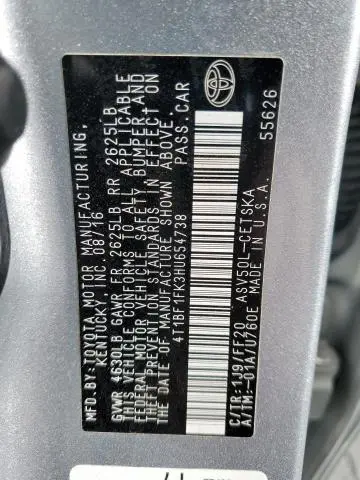 MFD.BY:TOYOTA MOTOR MANUFACTURING,
KENTUCKY, INC. 08/16
GVWR 4630LB GAWR FR 2625LB RR 2625LB
THIS VEHICLE CONFORMS TO ALL APPLICABLE
FEDERAL MOTOR VEHICLE SAFETY, BUMPER, AND
THEFT PREVENTION STANDARDS IN EFFECT ON
THE DATE OF MANUFACTURE SHOWN ABOVE.
4T1BF1FK3HU654738 PASS.CAR
C/TR:1J9/FF20 ASV50L-CETSKA
A/TM:-01A/U760E U.S.A. 55626